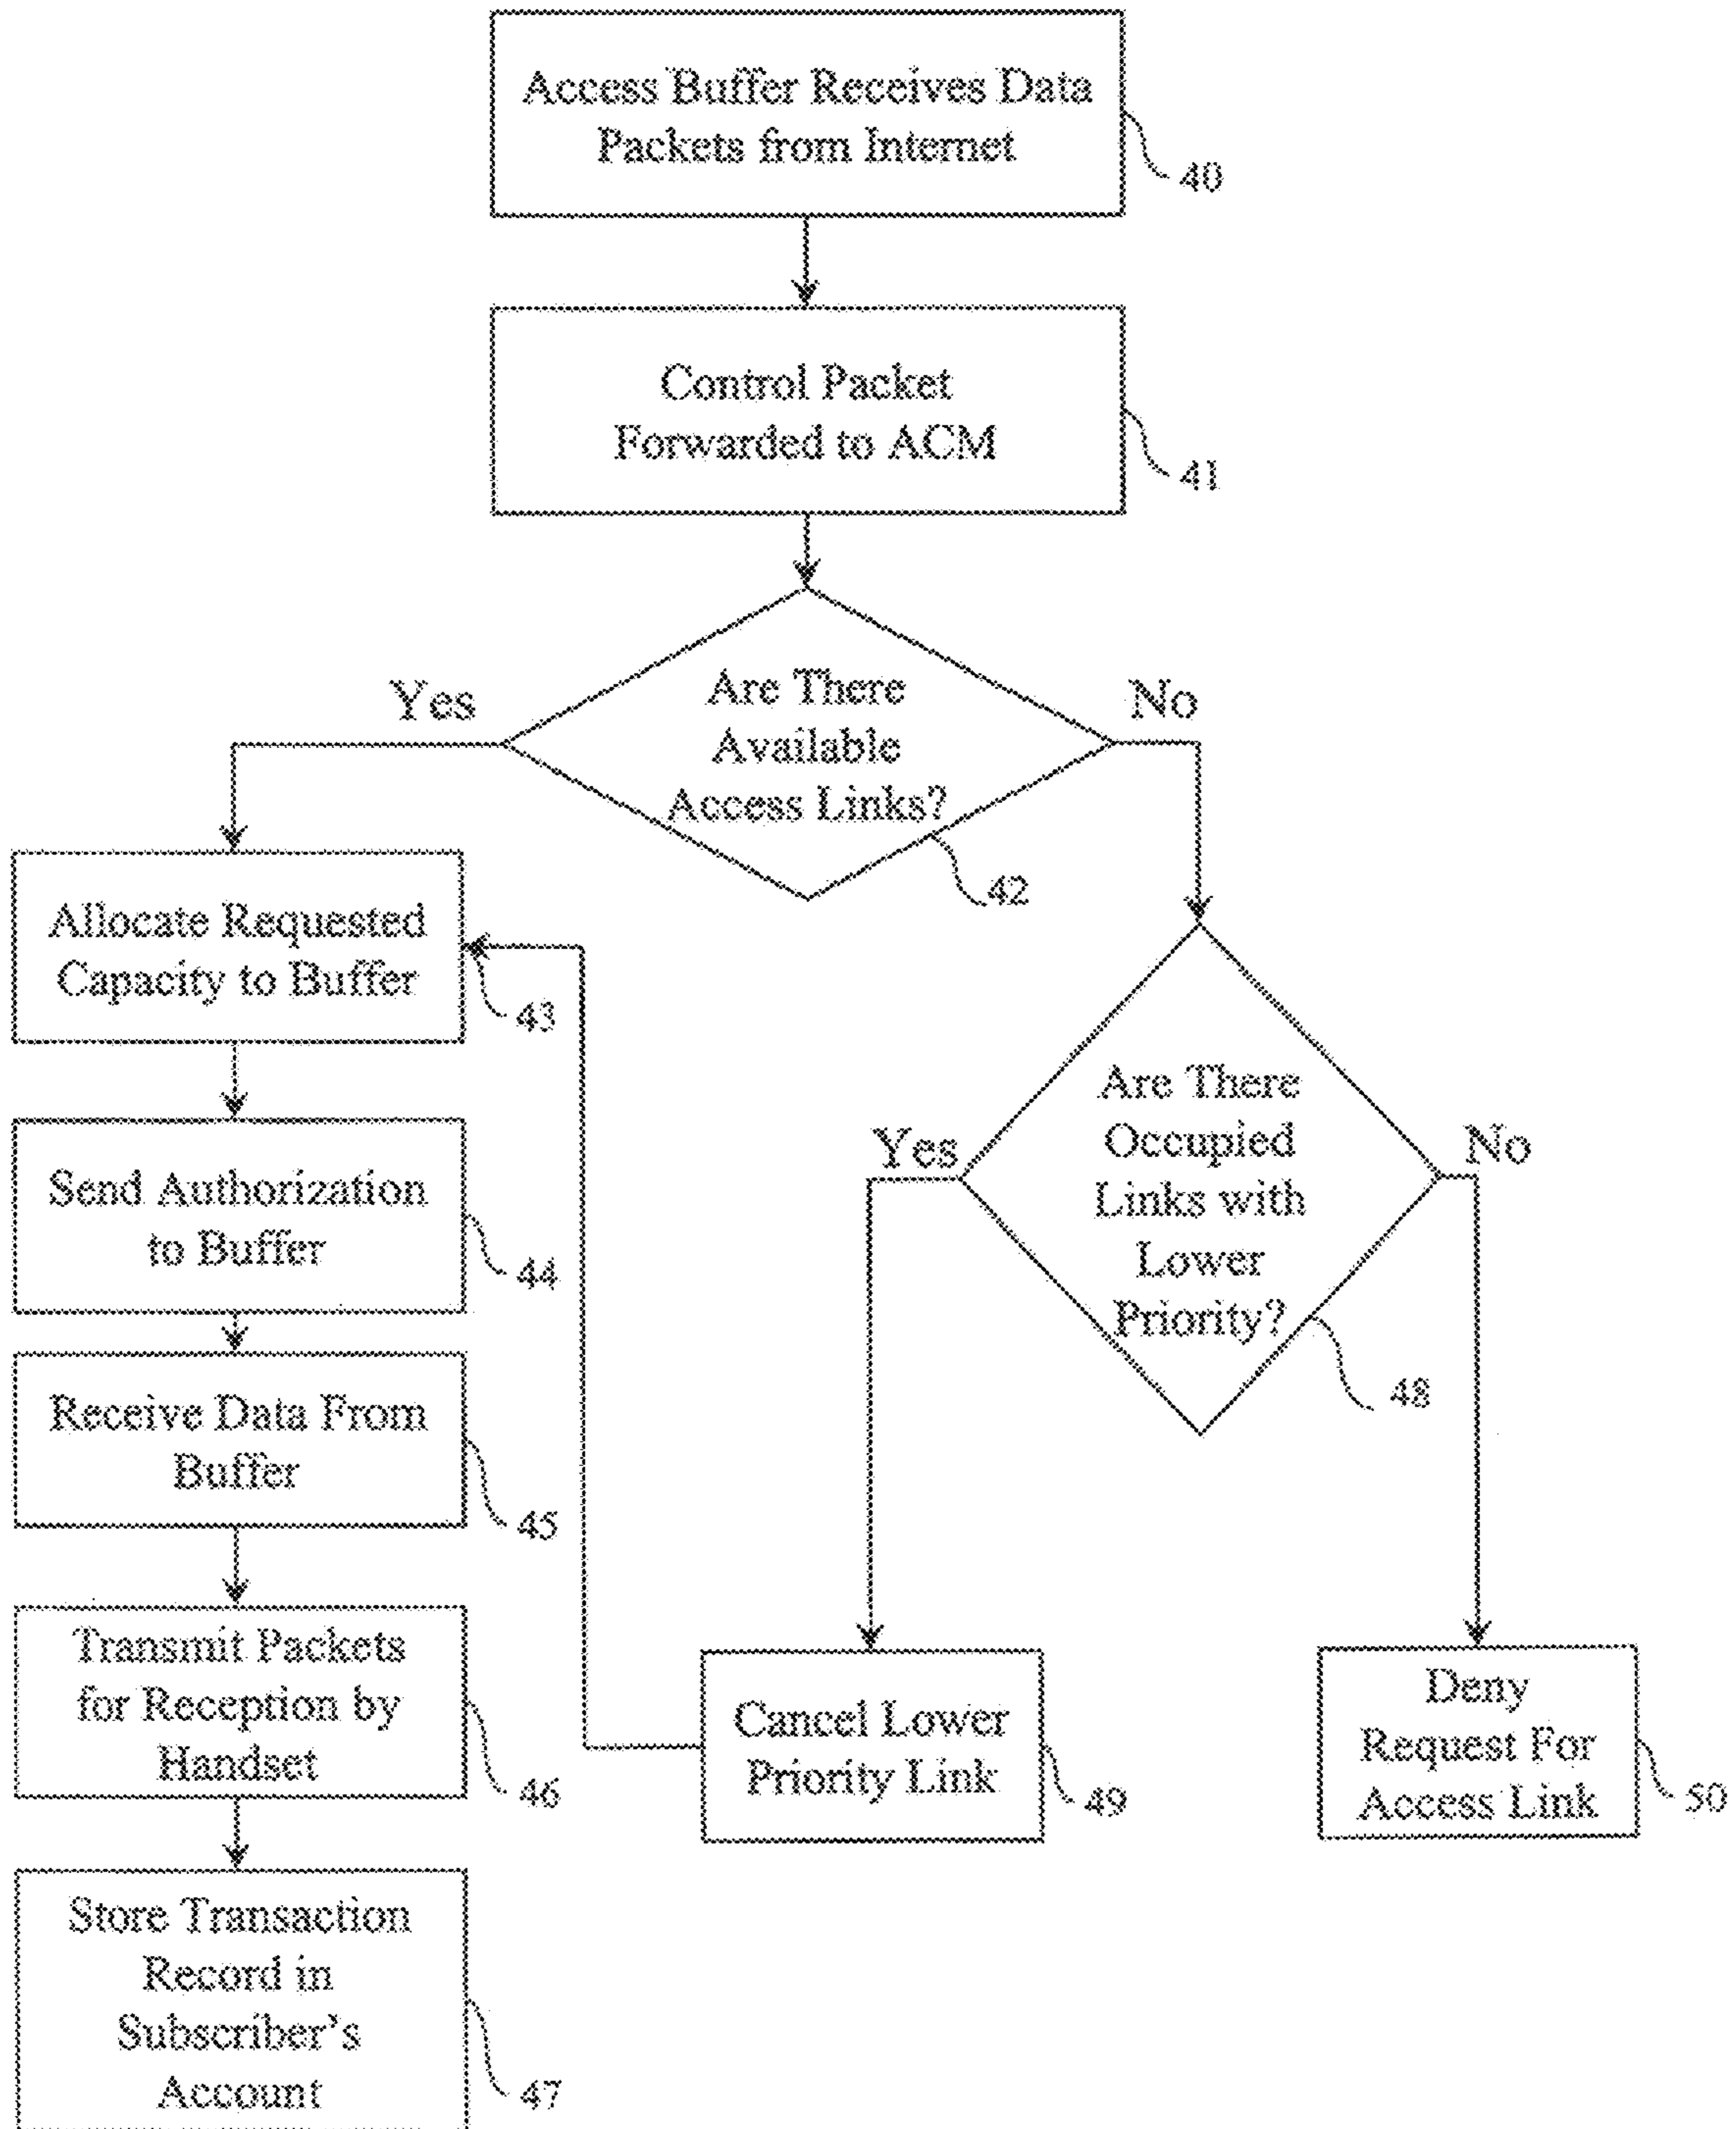 Access Buffer Receives Data
Packets from Internet
40
Control Packet
Forwarded to ACM
41
Are There
Available
Access Links?
42
Yes
No
Allocate Requested
Capacity to Buffer
43
Send Authorization
to Buffer
44
Receive Data From
Buffer
45
Transmit Packets
for Reception by
Handset
46
Store Transaction
Record in
Subscriber's
Account
47
Are There
Occupied
Links with
Lower
Priority?
48
Yes
No
Cancel Lower
Priority Link
49
Deny
Request For
Access Link
50